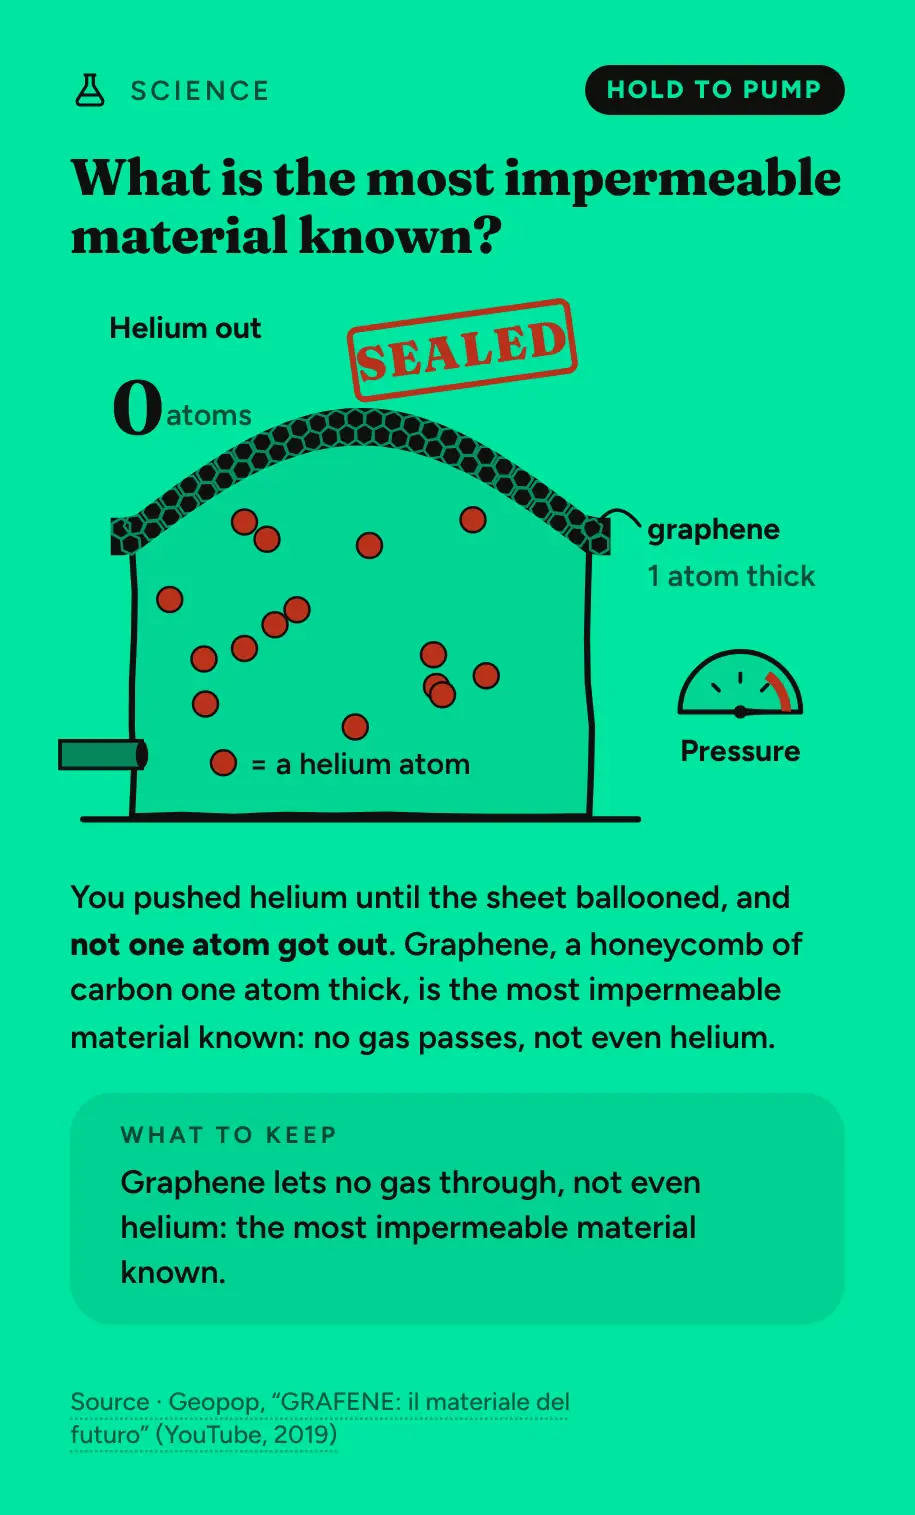 SCIENCE
HOLD TO PUMP
What is the most impermeable
material known?
Helium out
SEALED
0 atoms
graphene
1 atom thick
Pressure
= a helium atom
You pushed helium until the sheet ballooned, and
not one atom got out. Graphene, a honeycomb of
carbon one atom thick, is the most impermeable
material known: no gas passes, not even helium.
WHAT TO KEEP
Graphene lets no gas through, not even
helium: the most impermeable material
known.
Source · Geopop, “GRAFENE: il materiale del
futuro” (YouTube, 2019)